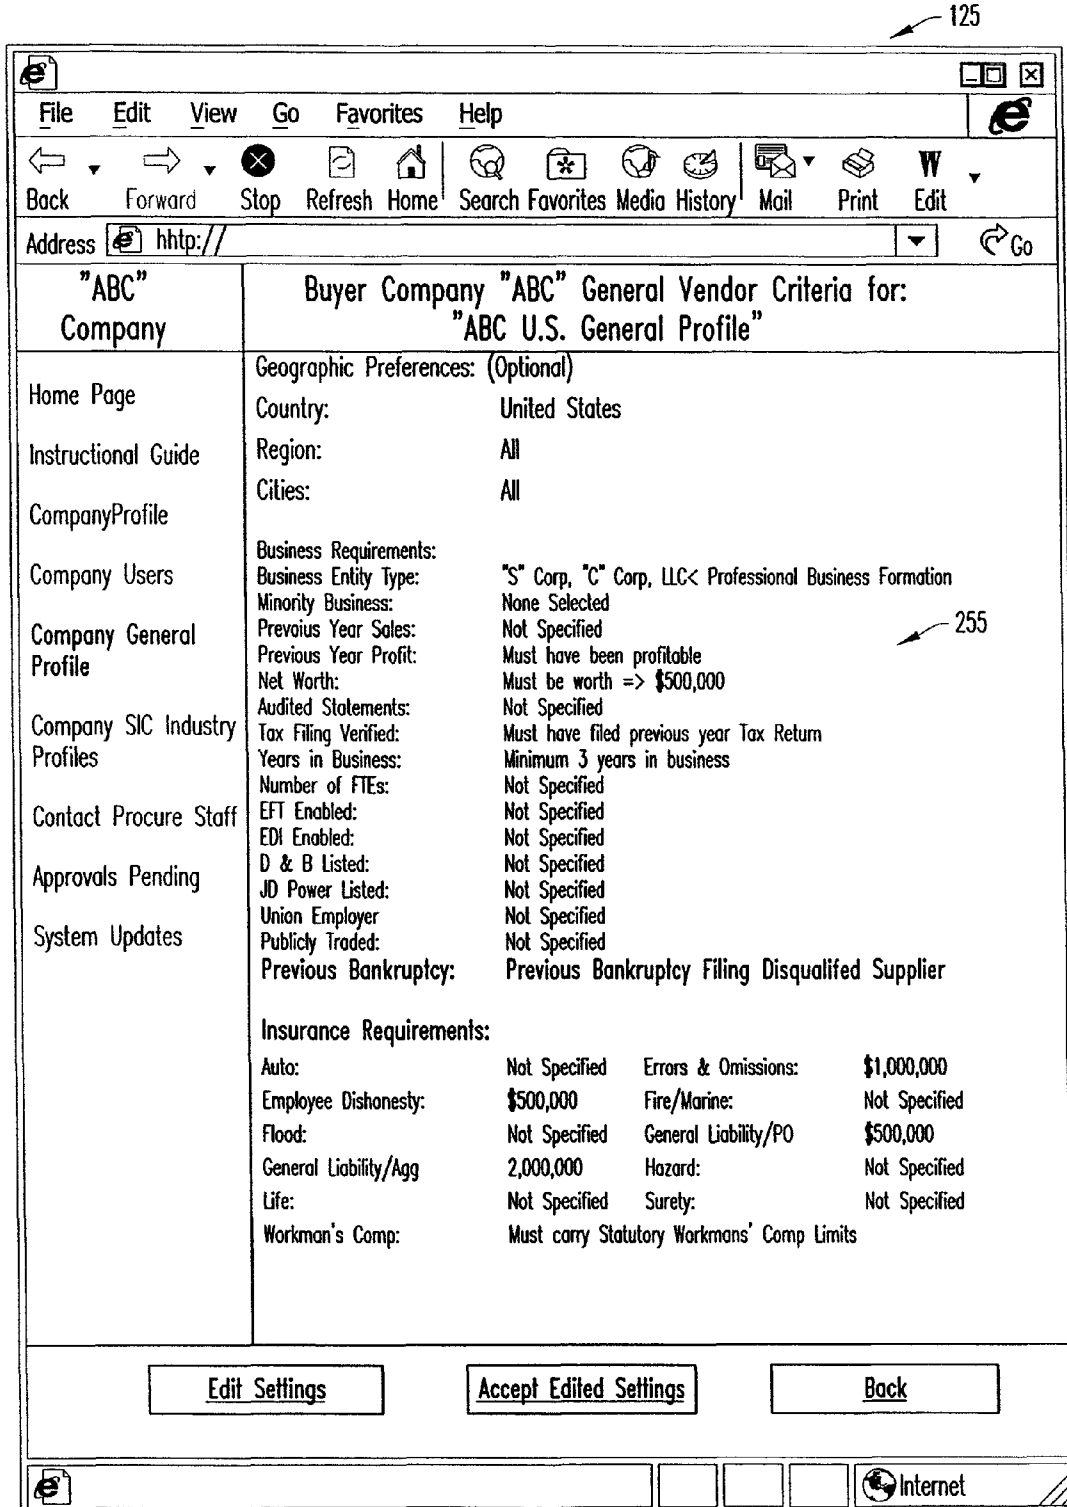 125
File Edit View Go Favorites Help
Back Forward Stop Refresh Home Search Favorites Media History Mail Print Edit
Address hhtp:// Go
"ABC" Company
Buyer Company "ABC" General Vendor Criteria for:
"ABC U.S. General Profile"
Home Page
Instructional Guide
CompanyProfile
Company Users
Company General
Profile
Company SIC Industry
Profiles
Contact Procure Staff
Approvals Pending
System Updates
Geographic Preferences: (Optional)
Country: United States
Region: All
Cities: All
Business Requirements:
Business Entity Type: "S" Corp, "C" Corp, LLC< Professional Business Formation
Minority Business: None Selected
Prevoius Year Sales: Not Specified
255
Previous Year Profit: Must have been profitable
Net Worth: Must be worth => $500,000
Audited Statements: Not Specified
Tax Filing Verified: Must have filed previous year Tax Return
Years in Business: Minimum 3 years in business
Number of FTEs: Not Specified
EFT Enabled: Not Specified
EDI Enabled: Not Specified
D & B Listed: Not Specified
JD Power Listed: Not Specified
Union Employer Not Specified
Publicly Traded: Not Specified
Previous Bankruptcy: Previous Bankruptcy Filing Disqualifed Supplier
Insurance Requirements:
Auto: Not Specified Errors & Omissions: $1,000,000
Employee Dishonesty: $500,000 Fire/Marine: Not Specified
Flood: Not Specified General Liability/PO $500,000
General Liability/Agg 2,000,000 Hazard: Not Specified
Life: Not Specified Surety: Not Specified
Workman's Comp: Must carry Statutory Workmans' Comp Limits
Edit Settings Accept Edited Settings Back
Internet